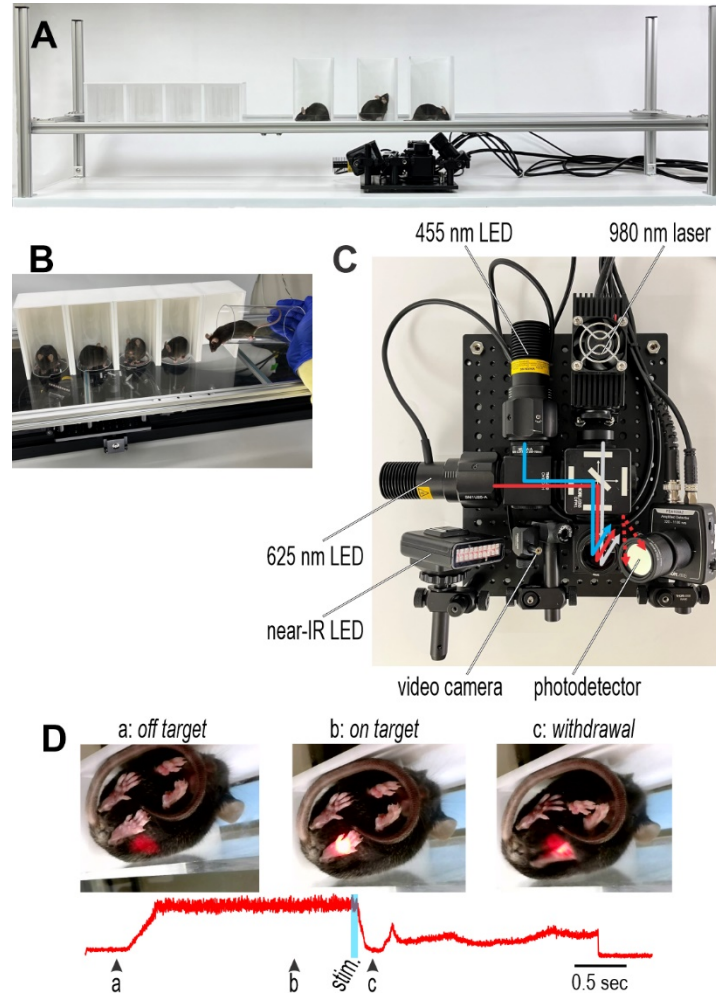 A
B
C
455 nm LED
980 nm laser
625 nm LED
near-IR LED
video camera
photodetector
D
a: off target
b: on target
c: withdrawal
a
b
stim.
c
0.5 sec